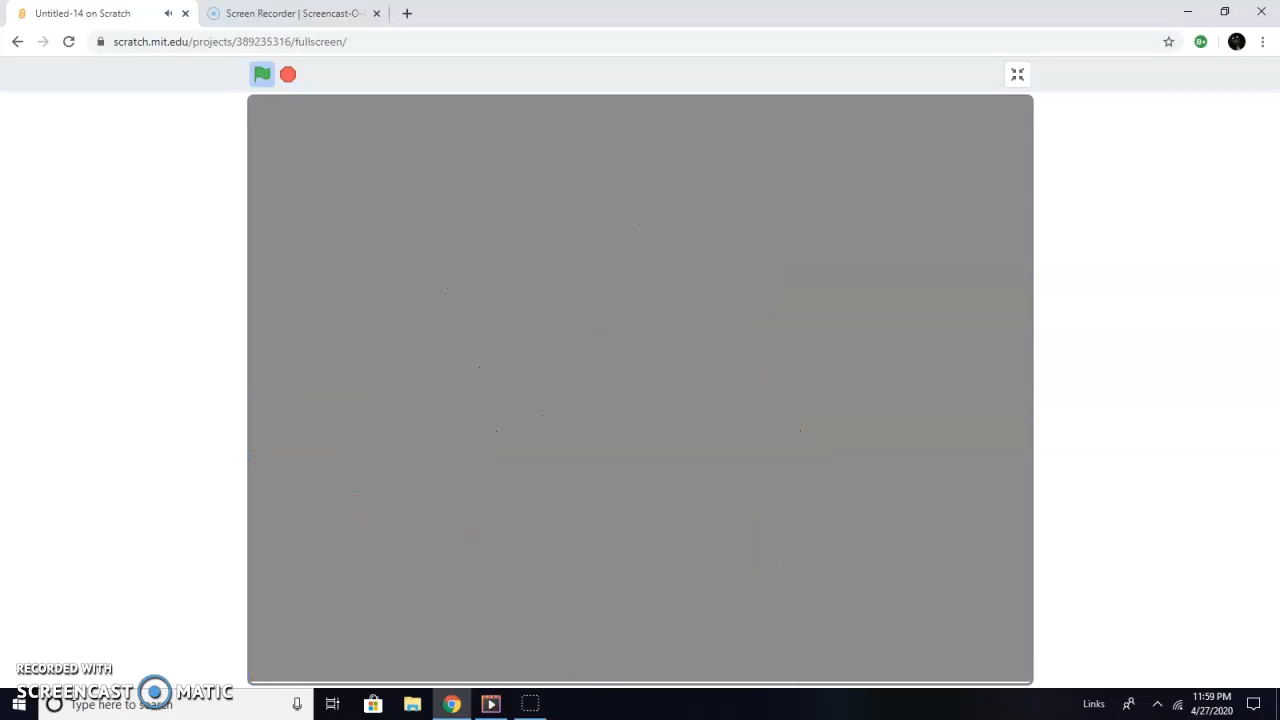 Untitled-14 on Scratch
Screen Recorder | Screencast-O-
scratch.mit.edu/projects/389235316/fullscreen/
RECORDED WITH
SCREENCAST MATIC
Type here to search
Links
11:59 PM
4/27/2020